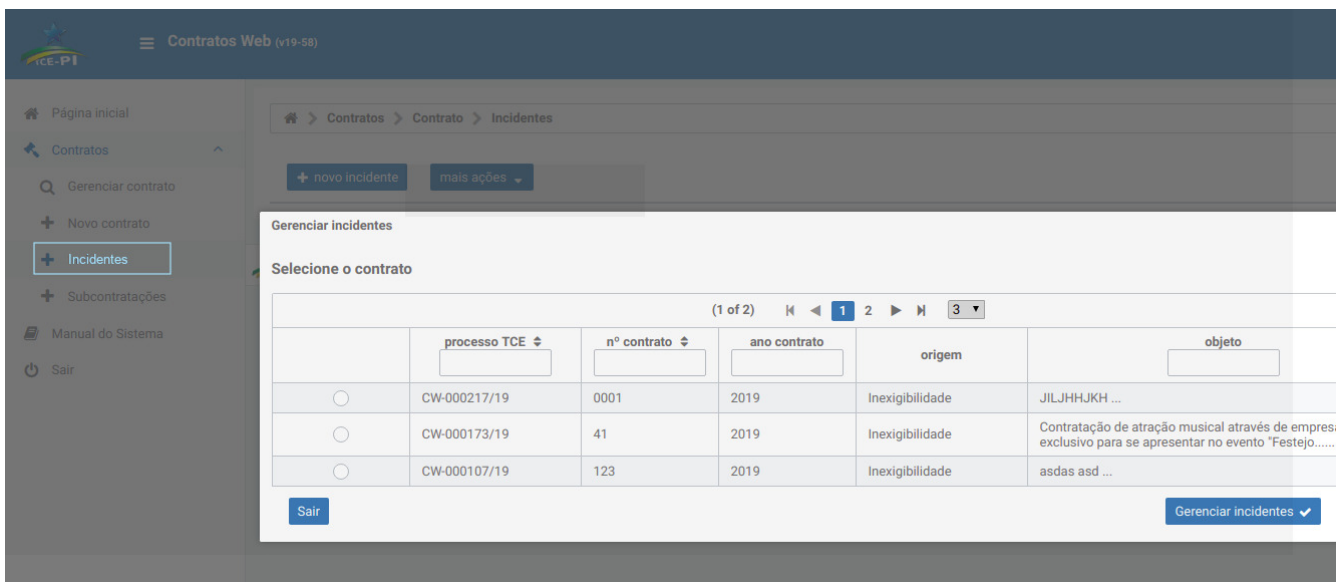 TCE-PI
Contratos Web (v19-58)
Página inicial
Contratos
Gerenciar contrato
Novo contrato
Incidentes
Subcontratações
Manual do Sistema
Sair
Contratos Contrato Incidentes
novo incidente mais ações
Gerenciar incidentes
Selecione o contrato
(1 of 2) 1 2 3
processo TCE nº contrato ano contrato origem objeto
CW-000217/19 0001 2019 Inexigibilidade JILJHHJKH ...
CW-000173/19 41 2019 Inexigibilidade Contratação de atração musical através de empresa
exclusivo para se apresentar no evento "Festejo......
CW-000107/19 123 2019 Inexigibilidade asdas asd ...
Sair Gerenciar incidentes